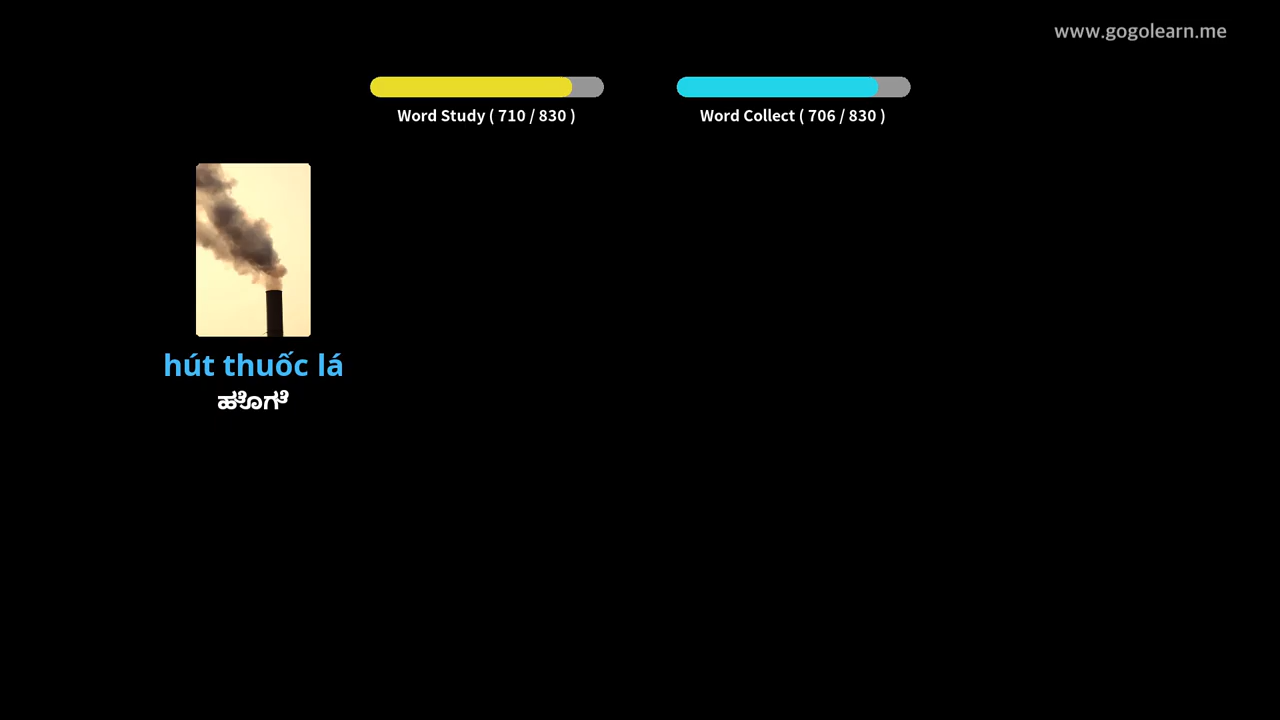 www.gogolearn.me
Word Study ( 710 / 830 )
Word Collect ( 706 / 830 )
hút thuốc lá
ಹೊಗೆ